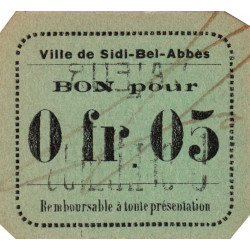 Ville de Sidi-Bel-Abbès
BON pour
0 fr. 05
Remboursable à toute présentation